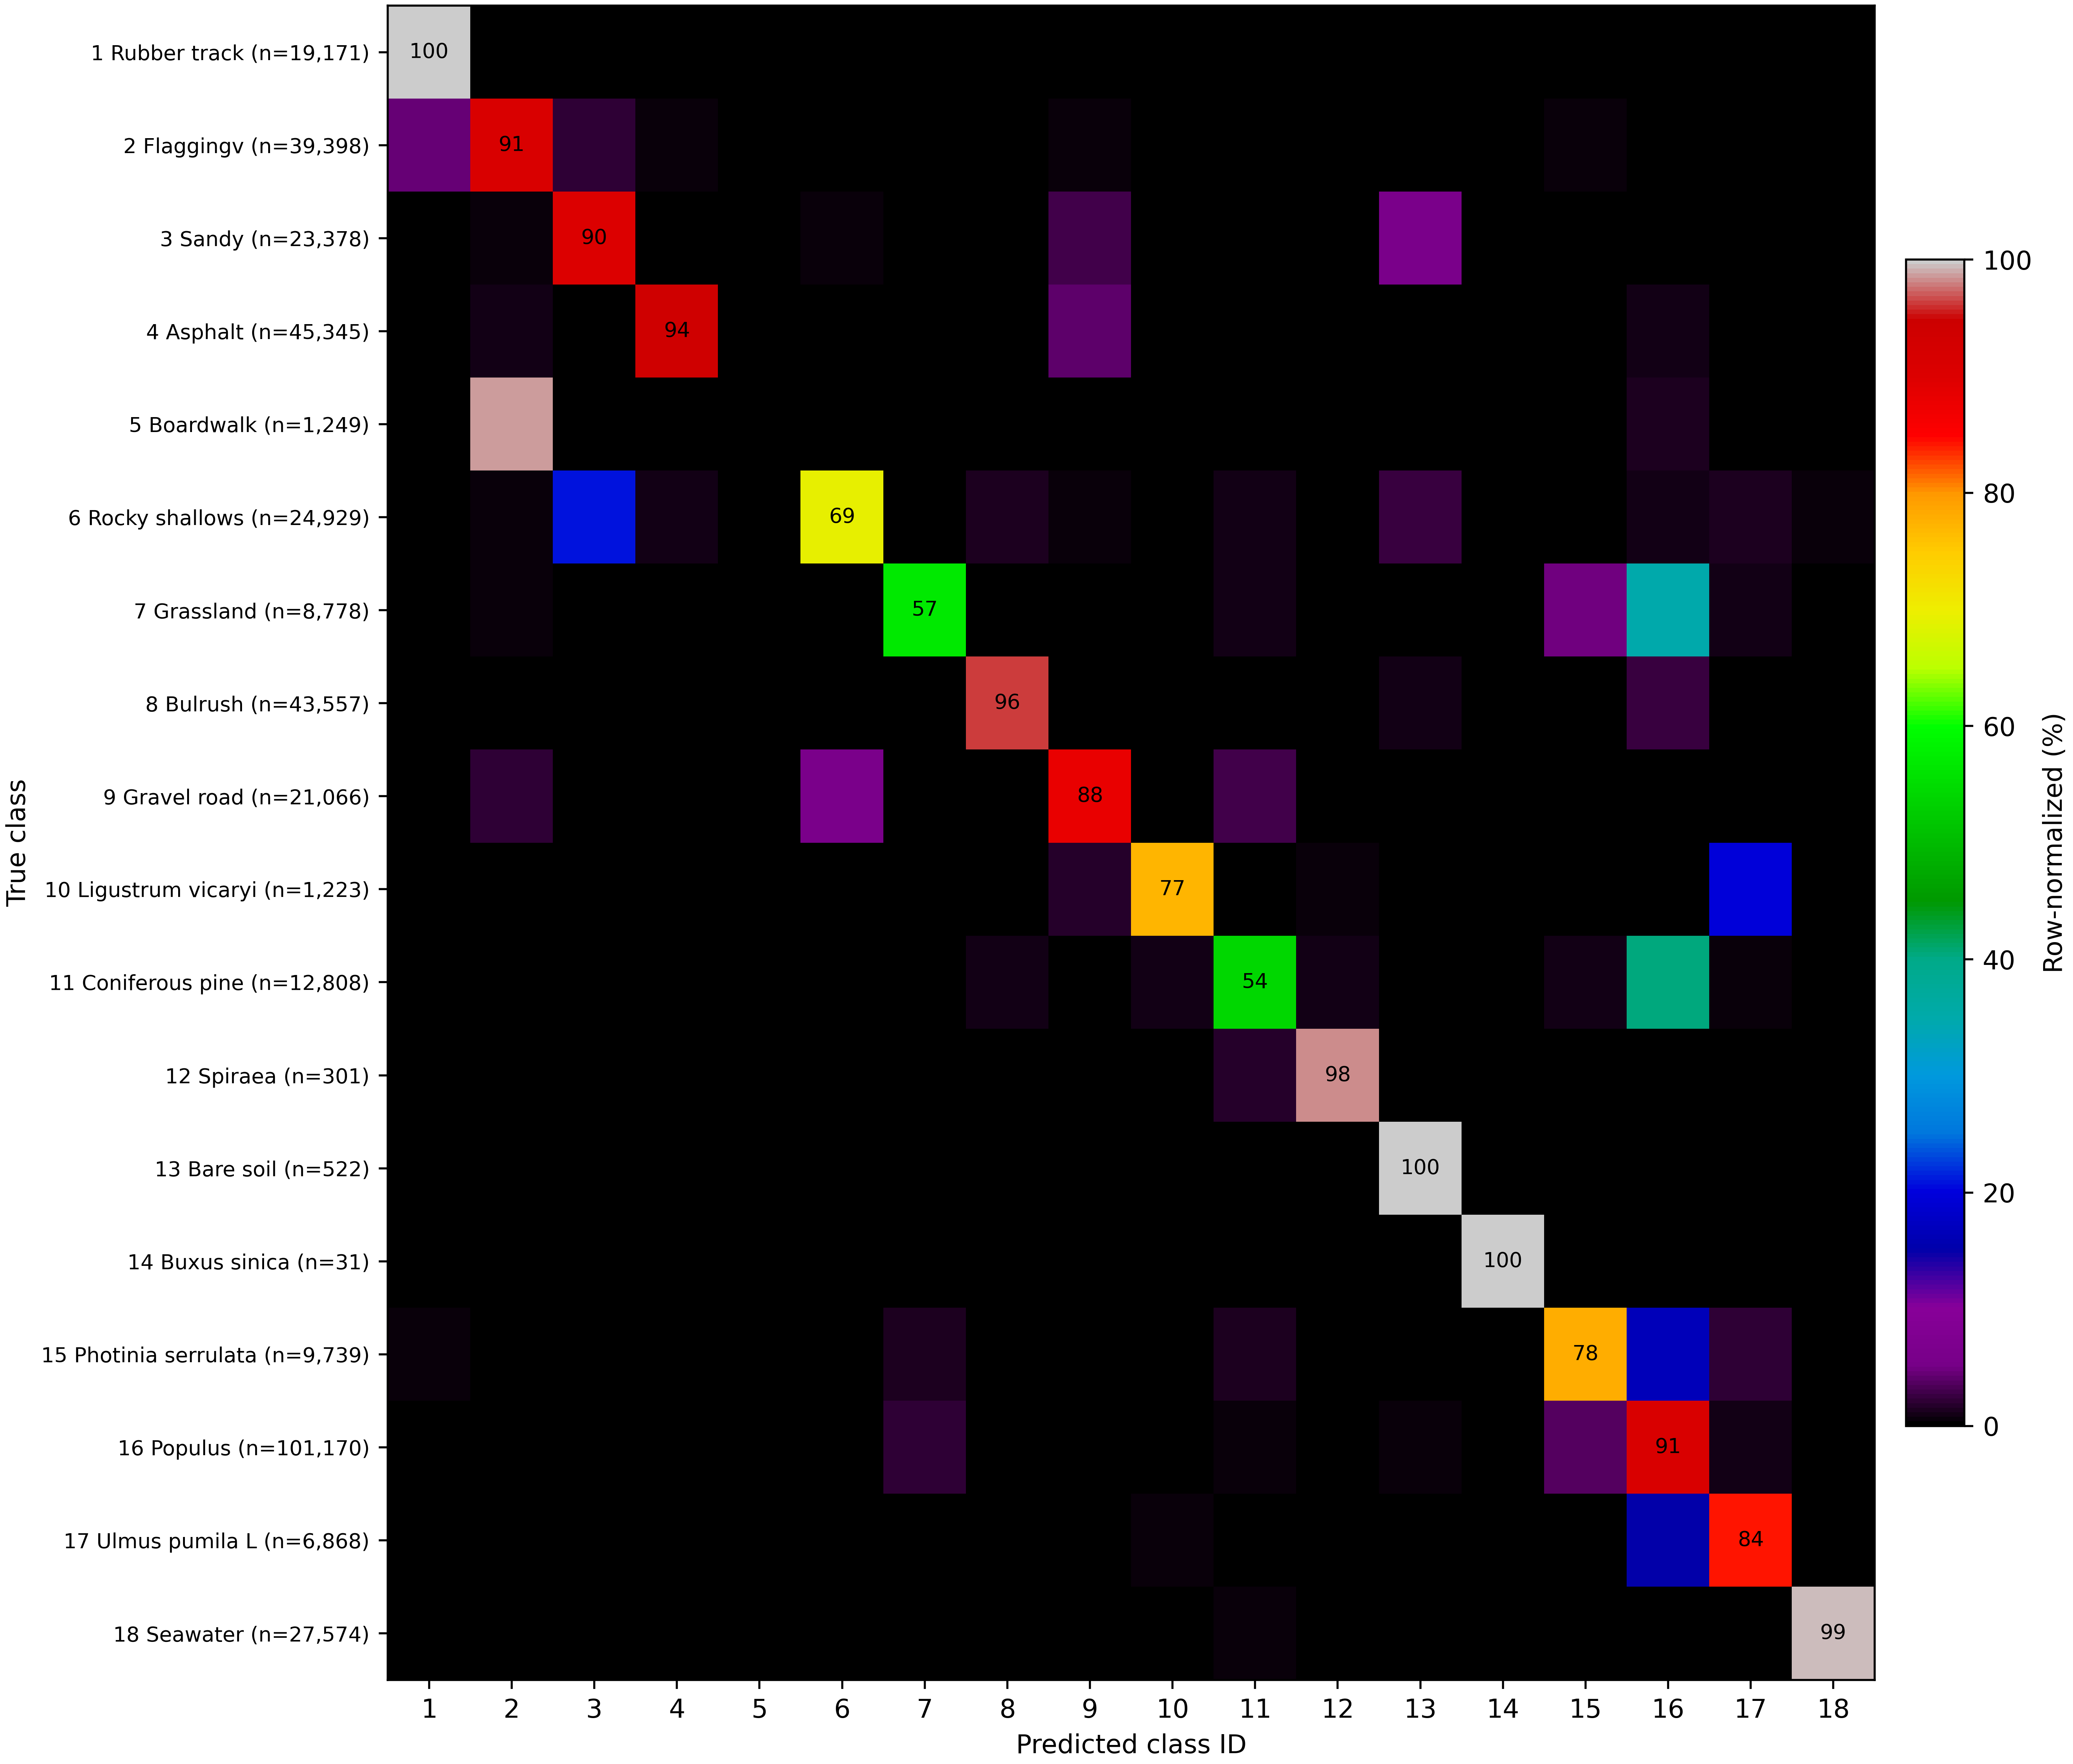 1 Rubber track (n=19,171)
100
2 Flaggingv (n=39,398)
91
3 Sandy (n=23,378)
90
4 Asphalt (n=45,345)
94
5 Boardwalk (n=1,249)
6 Rocky shallows (n=24,929)
69
7 Grassland (n=8,778)
57
8 Bulrush (n=43,557)
96
9 Gravel road (n=21,066)
88
10 Ligustrum vicaryi (n=1,223)
77
11 Coniferous pine (n=12,808)
54
12 Spiraea (n=301)
98
13 Bare soil (n=522)
100
14 Buxus sinica (n=31)
100
15 Photinia serrulata (n=9,739)
78
16 Populus (n=101,170)
91
17 Ulmus pumila L (n=6,868)
84
18 Seawater (n=27,574)
99
True class
1 2 3 4 5 6 7 8 9 10 11 12 13 14 15 16 17 18
Predicted class ID
100
80
60
40
20
0
Row-normalized (%)